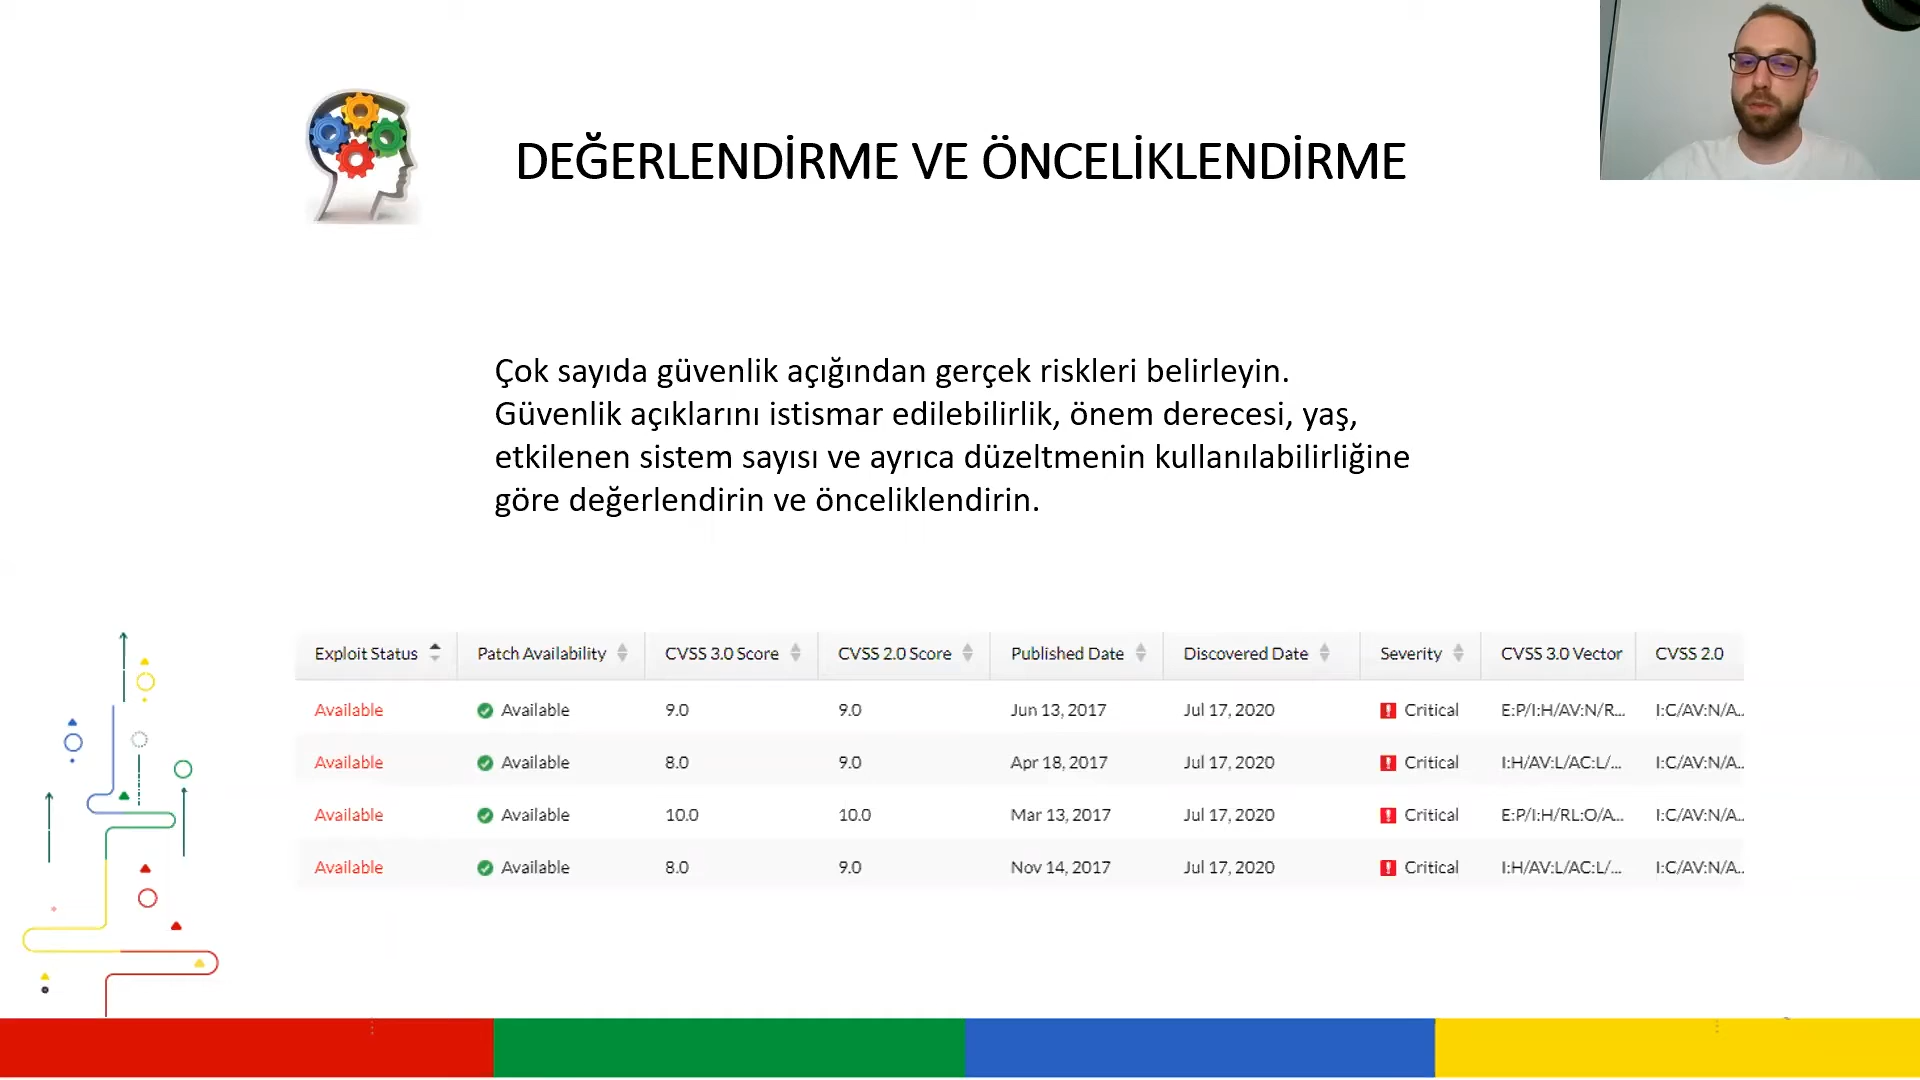 DEĞERLENDİRME VE ÖNCELİKLENDİRME
Çok sayıda güvenlik açığından gerçek riskleri belirleyin.
Güvenlik açıklarını istismar edilebilirlik, önem derecesi, yaş,
etkilenen sistem sayısı ve ayrıca düzeltmenin kullanılabilirliğine
göre değerlendirin ve önceliklendirin.
Exploit Status Patch Availability CVSS 3.0 Score CVSS 2.0 Score Published Date Discovered Date Severity CVSS 3.0 Vector CVSS 2.0
Available Available 9.0 9.0 Jun 13, 2017 Jul 17, 2020 Critical E:P/I:H/AV:N/R... I:C/AV:N/A..
Available Available 8.0 9.0 Apr 18, 2017 Jul 17, 2020 Critical I:H/AV:L/AC:L/... I:C/AV:N/A..
Available Available 10.0 10.0 Mar 13, 2017 Jul 17, 2020 Critical E:P/I:H/RL:O/A... I:C/AV:N/A..
Available Available 8.0 9.0 Nov 14, 2017 Jul 17, 2020 Critical I:H/AV:L/AC:L/... I:C/AV:N/A..